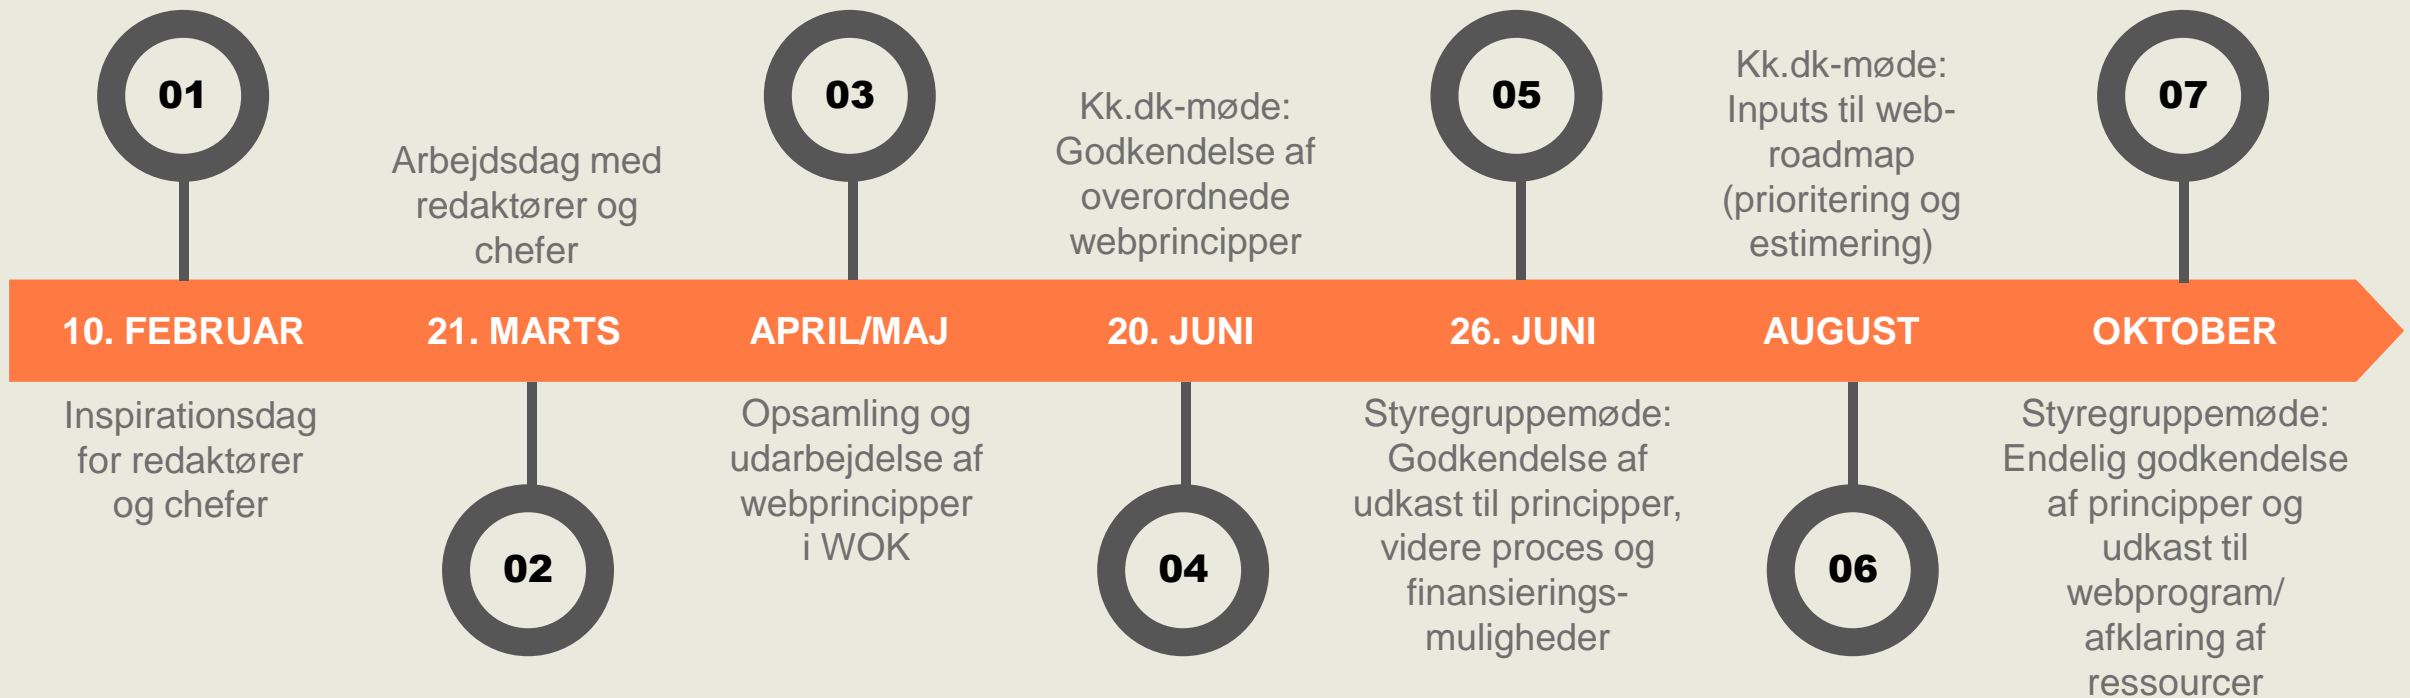 01
10. FEBRUAR
Inspirationsdag
for redaktører
og chefer
Arbejdsdag med
redaktører og
chefer
21. MARTS
02
03
APRIL/MAJ
Opsamling og
udarbejdelse af
webprincipper
i WOK
Kk.dk-møde:
Godkendelse af
overordnede
webprincipper
20. JUNI
04
05
26. JUNI
Styregruppemøde:
Godkendelse af
udkast til principper,
videre proces og
finansierings-
muligheder
Kk.dk-møde:
Inputs til web-
roadmap
(prioritering og
estimering)
AUGUST
06
07
OKTOBER
Styregruppemøde:
Endelig godkendelse
af principper og
udkast til
webprogram/
afklaring af
ressourcer